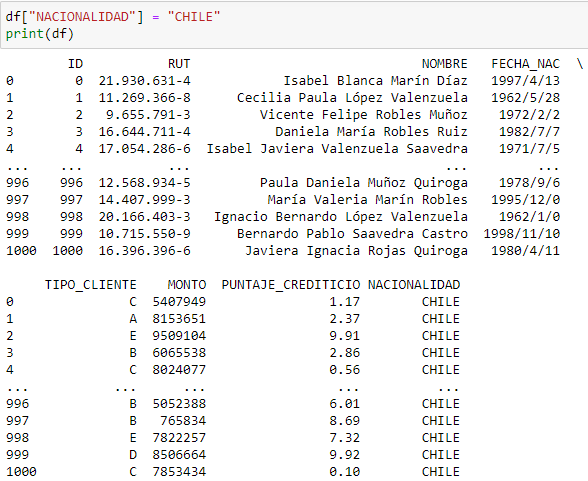 df["NACIONALIDAD"] = "CHILE"
print(df)
ID RUT NOMBRE FECHA_NAC \
0 0 21.930.631-4 Isabel Blanca Marín Díaz 1997/4/13
1 1 11.269.366-8 Cecilia Paula López Valenzuela 1962/5/28
2 2 9.655.791-3 Vicente Felipe Robles Muñoz 1972/2/2
3 3 16.644.711-4 Daniela María Robles Ruiz 1982/7/7
4 4 17.054.286-6 Isabel Javiera Valenzuela Saavedra 1971/7/5
... ... ... ... ...
996 996 12.568.934-5 Paula Daniela Muñoz Quiroga 1978/9/6
997 997 14.407.999-3 María Valeria Marín Robles 1995/12/0
998 998 20.166.403-3 Ignacio Bernardo López Valenzuela 1962/1/0
999 999 10.715.550-9 Bernardo Pablo Saavedra Castro 1998/11/10
1000 1000 16.396.396-6 Javiera Ignacia Rojas Quiroga 1980/4/11
TIPO_CLIENTE MONTO PUNTAJE_CREDITICIO NACIONALIDAD
0 C 5407949 1.17 CHILE
1 A 8153651 2.37 CHILE
2 E 9509104 9.91 CHILE
3 B 6065538 2.86 CHILE
4 C 8024077 0.56 CHILE
... ... ... ... ...
996 B 5052388 6.01 CHILE
997 B 765834 8.69 CHILE
998 E 7822257 7.32 CHILE
999 D 8506664 9.92 CHILE
1000 C 7853434 0.10 CHILE